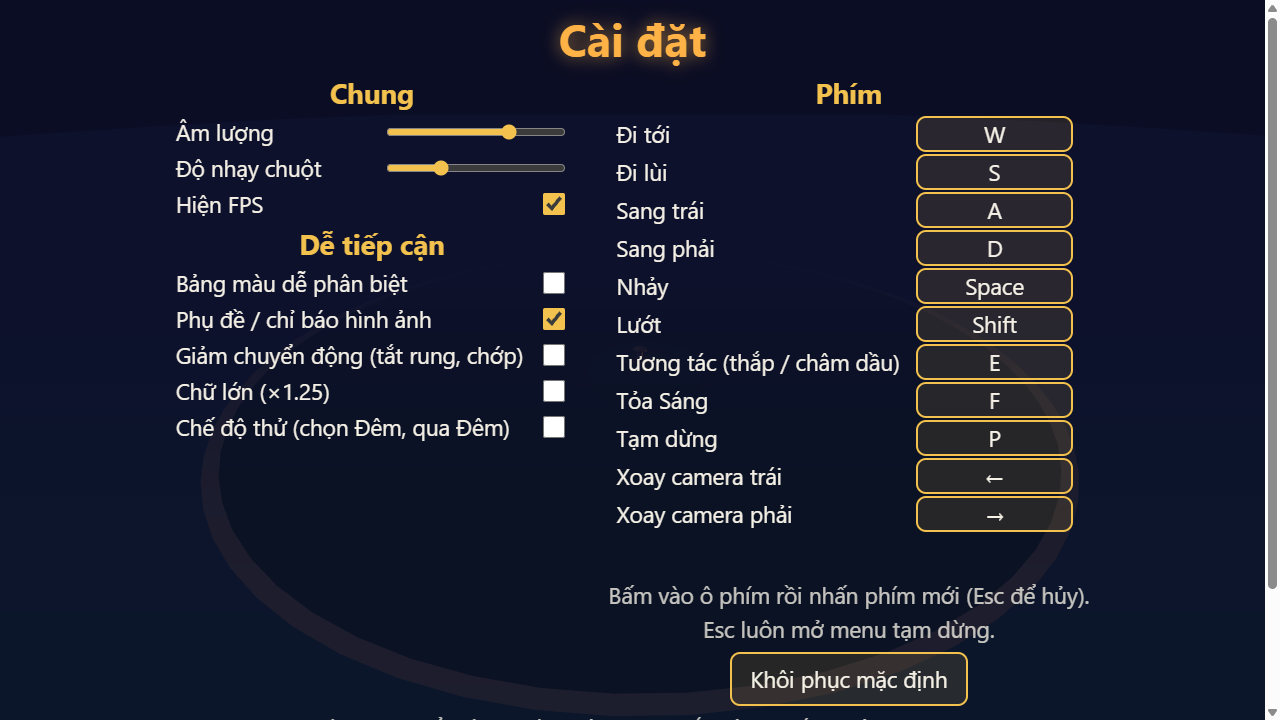 Cài đặt
Chung
Âm lượng
Độ nhạy chuột
Hiện FPS
Dễ tiếp cận
Bảng màu dễ phân biệt
Phụ đề / chỉ báo hình ảnh
Giảm chuyển động (tắt rung, chớp)
Chữ lớn (×1.25)
Chế độ thử (chọn Đêm, qua Đêm)
Phím
Đi tới W
Đi lùi S
Sang trái A
Sang phải D
Nhảy Space
Lướt Shift
Tương tác (thắp / châm dầu) E
Tỏa Sáng F
Tạm dừng P
Xoay camera trái ←
Xoay camera phải →
Bấm vào ô phím rồi nhấn phím mới (Esc để hủy).
Esc luôn mở menu tạm dừng.
Khôi phục mặc định